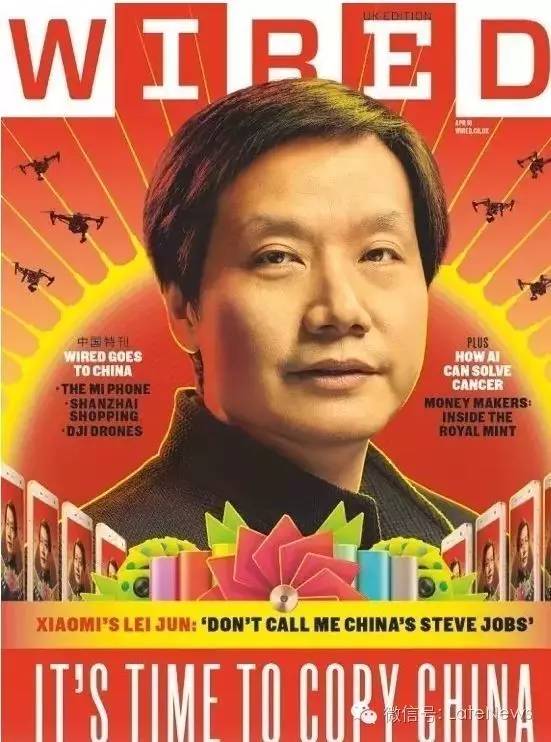 WIRED
UK EDITION
APR 16
WIRED.CO.UK
中国特刊
WIRED GOES
TO CHINA
·THE MI PHONE
·SHANZHAI
SHOPPING
·DJI DRONES
PLUS
HOW AI
CAN SOLVE
CANCER
MONEY MAKERS:
INSIDE THE
ROYAL MINT
XIAOMI'S LEI JUN: 'DON'T CALL ME CHINA'S STEVE JOBS'
IT'S TIME TO COPY CHINA
微信号: LateNews